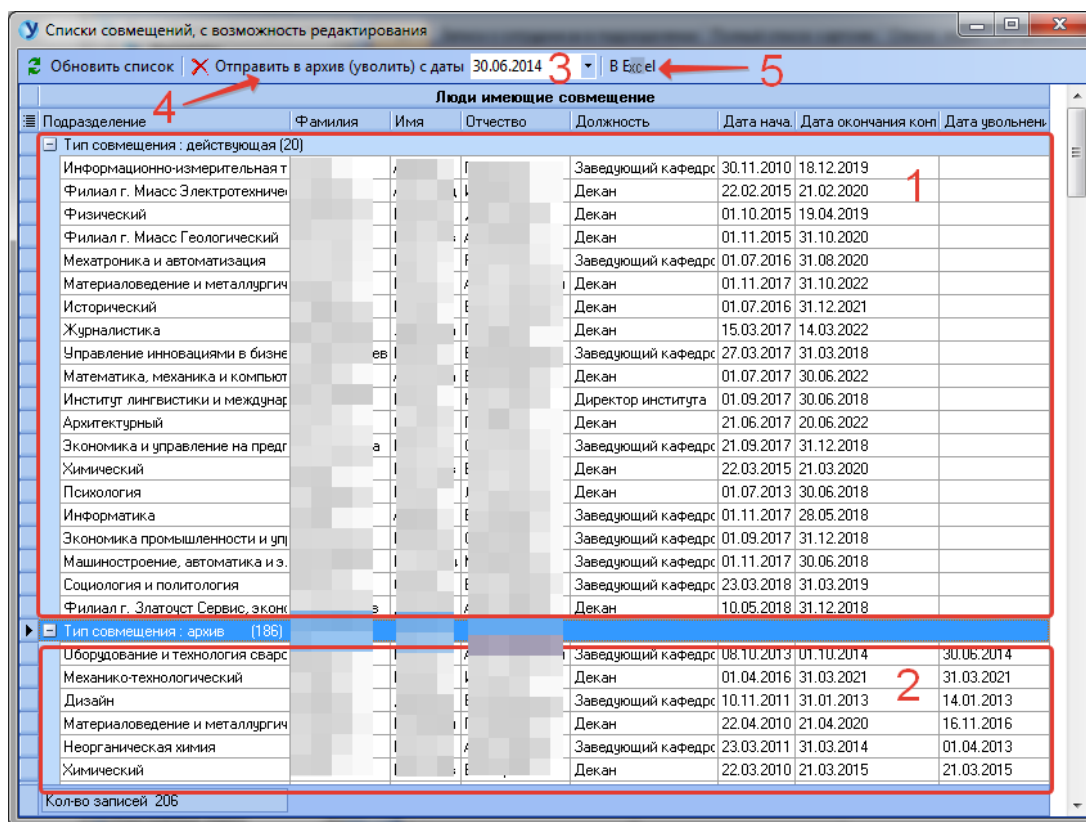 Списки совмещений, с возможность редактирования
Обновить список Отправить в архив (уволить) с даты 30.06.2014 3 В Excel 5
4
Люди имеющие совмещение
Подразделение Фамилия Имя Отчество Должность Дата нача. Дата окончания конт Дата увольнени
Тип совмещения : действующая (20)
Информационно-измерительная т Заведующий кафедрс 30.11.2010 18.12.2019
1
Филиал г. Миасс Электротехничес Декан 22.02.2015 21.02.2020
Физический Декан 01.10.2015 19.04.2019
Филиал г. Миасс Геологический Декан 01.11.2015 31.10.2020
Мехатроника и автоматизация Заведующий кафедрс 01.07.2016 31.08.2020
Материаловедение и металлургич Декан 01.11.2017 31.10.2022
Исторический Декан 01.07.2016 31.12.2021
Журналистика Декан 15.03.2017 14.03.2022
Управление инновациями в бизне ев Заведующий кафедрс 27.03.2017 31.03.2018
Математика, механика и компьют Декан 01.07.2017 30.06.2022
Институт лингвистики и междунар Директор института 01.09.2017 30.06.2018
Архитектурный Декан 21.06.2017 20.06.2022
Экономика и управление на предг а Заведующий кафедрс 21.09.2017 31.12.2018
Химический Декан 22.03.2015 21.03.2020
Психология Декан 01.07.2013 30.06.2018
Информатика Заведующий кафедрс 01.11.2017 28.05.2018
Экономика промышленности и упр Заведующий кафедрс 01.09.2017 31.12.2018
Машиностроение, автоматика и э. Заведующий кафедрс 01.11.2017 30.06.2018
Социология и политология Заведующий кафедрс 23.03.2018 31.03.2019
Филиал г. Златоуст Сервис, эконо в Декан 10.05.2018 31.12.2018
Тип совмещения : архив (186)
Оборудование и технология сварс Заведующий кафедрс 08.10.2013 01.10.2014 30.06.2014
Механико-технологический Декан 01.04.2016 31.03.2021 31.03.2021
2
Дизайн Заведующий кафедрс 10.11.2011 31.01.2013 14.01.2013
Материаловедение и металлургич Декан 22.04.2010 21.04.2020 16.11.2016
Неорганическая химия Заведующий кафедрс 23.03.2011 31.03.2014 01.04.2013
Химический Декан 22.03.2010 21.03.2015 21.03.2015
Кол-во записей 206